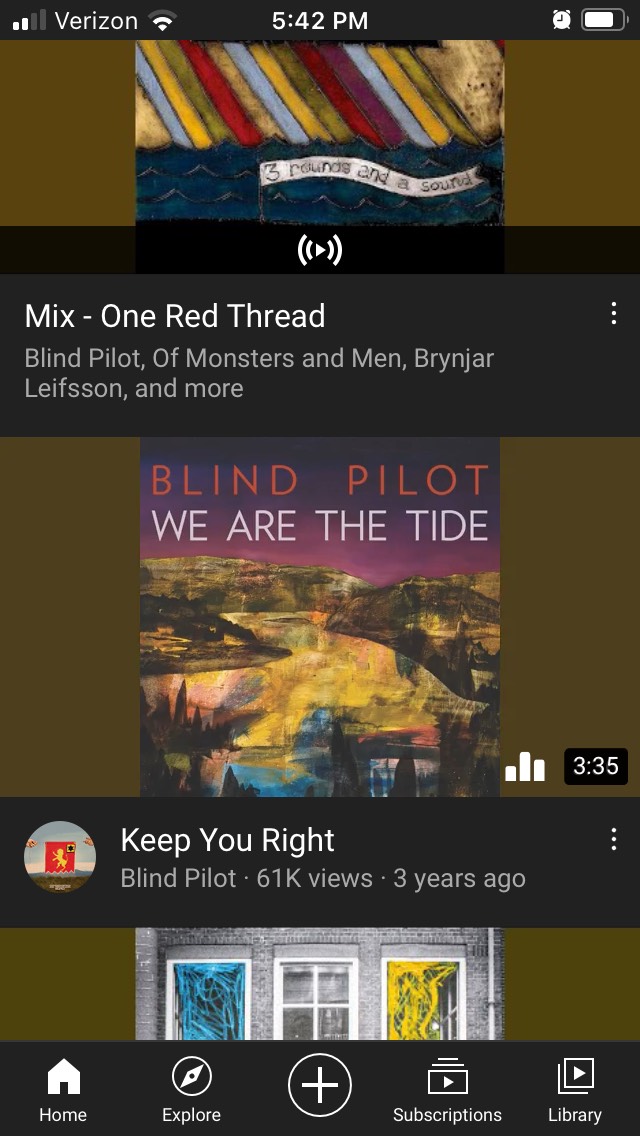 Verizon 5:42 PM
3 rounds and a sound
Mix - One Red Thread
Blind Pilot, Of Monsters and Men, Brynjar
Leifsson, and more
BLIND PILOT
WE ARE THE TIDE
3:35
Keep You Right
Blind Pilot · 61K views · 3 years ago
Home Explore Subscriptions Library